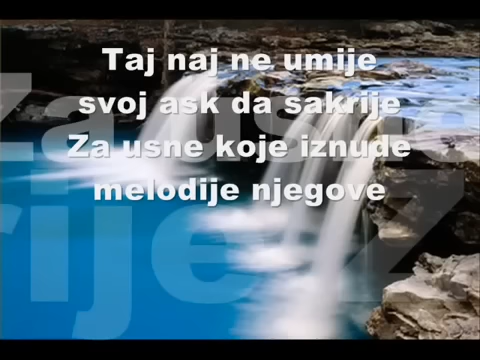 Taj naj ne umije
svoj ask da sakrije
Za usne koje iznude
melodije njegove